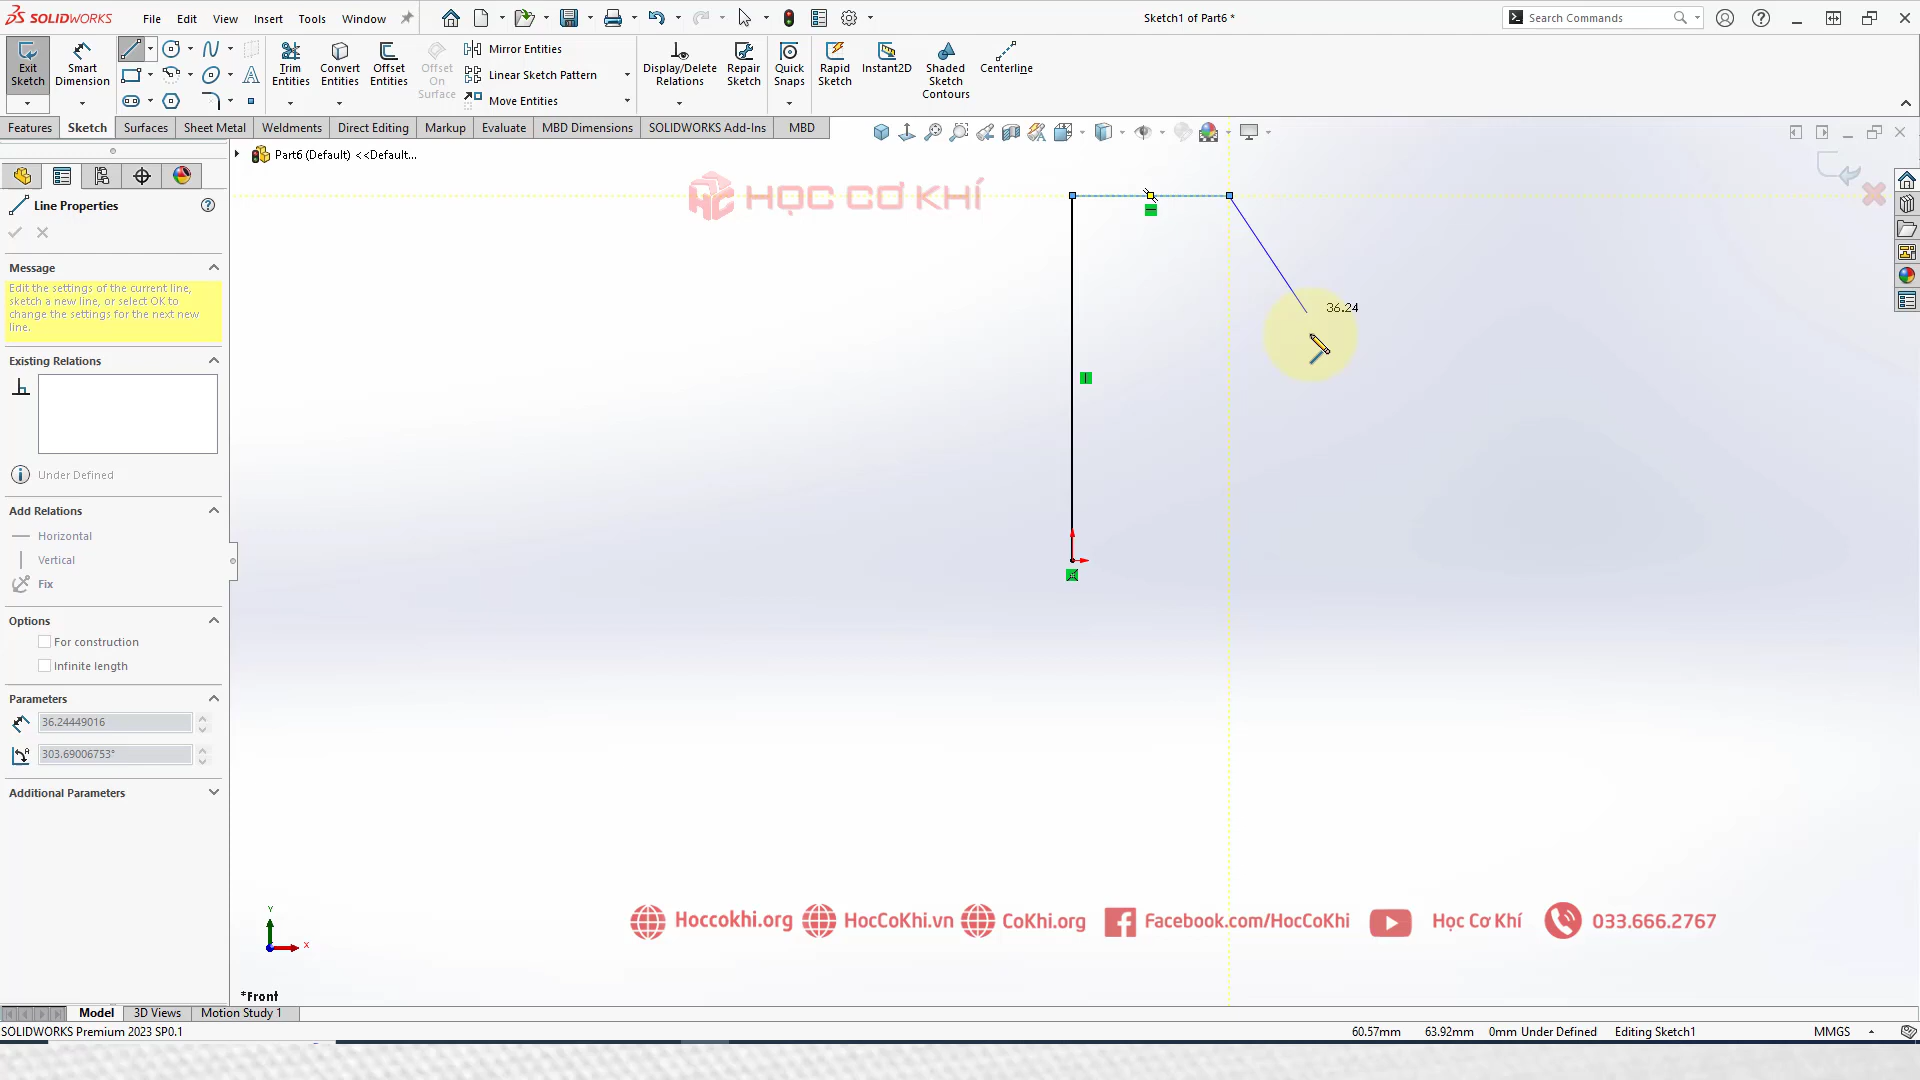 SOLIDWORKS
File
Edit
View
Insert
Tools
Window
Sketch1 of Part6 *
Search Commands
Exit Sketch
Smart Dimension
Trim Entities
Convert Entities
Offset Entities
Offset On Surface
Mirror Entities
Linear Sketch Pattern
Move Entities
Display/Delete Relations
Repair Sketch
Quick Snaps
Rapid Sketch
Instant2D
Shaded Sketch Contours
Centerline
Features
Sketch
Surfaces
Sheet Metal
Weldments
Direct Editing
Markup
Evaluate
MBD Dimensions
SOLIDWORKS Add-Ins
MBD
Part6 (Default) <<Default...
HỌC CƠ KHÍ
Line Properties
Message
Edit the settings of the current line,
sketch a new line, or select OK to
change the settings for the next new
line.
Existing Relations
Under Defined
Add Relations
Horizontal
Vertical
Fix
Options
For construction
Infinite length
Parameters
36.24449016
303.69006753°
Additional Parameters
36.24
Y
X
*Front
Hoccokhi.org
HocCoKhi.vn
CoKhi.org
Facebook.com/HocCoKhi
Học Cơ Khí
033.666.2767
Model
3D Views
Motion Study 1
SOLIDWORKS Premium 2023 SP0.1
60.57mm
63.92mm
0mm
Under Defined
Editing Sketch1
MMGS